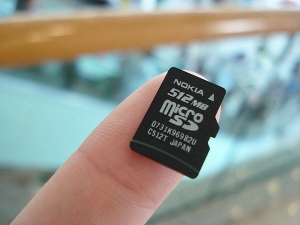 NOKIA
512MB
micro
SD
0731K96982U
C512T JAPAN